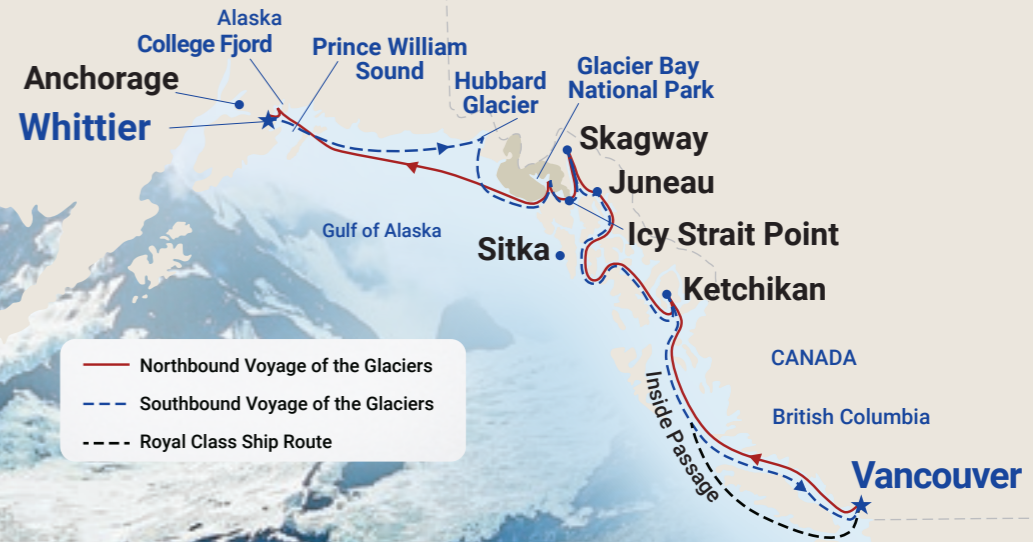 Alaska
College Fjord
Prince William
Sound
Anchorage
Whittier
Hubbard
Glacier
Glacier Bay
National Park
Skagway
Juneau
Gulf of Alaska
Icy Strait Point
Sitka
Ketchikan
Northbound Voyage of the Glaciers
Southbound Voyage of the Glaciers
Royal Class Ship Route
CANADA
British Columbia
Inside Passage
Vancouver